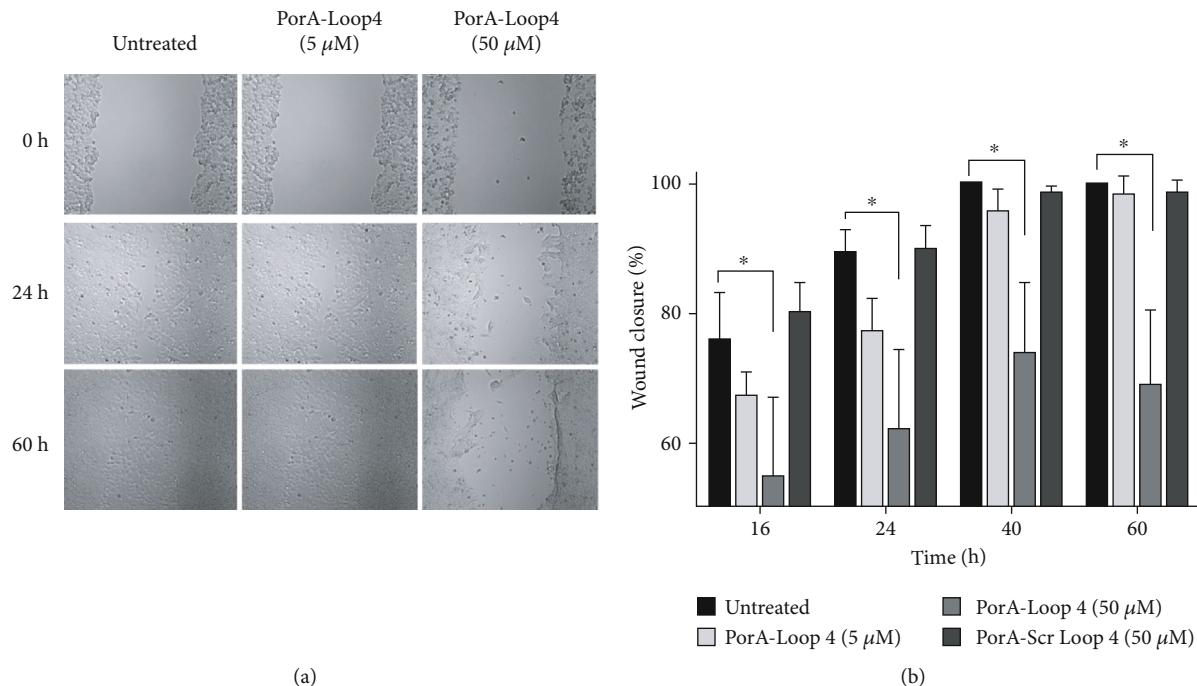 Untreated
PorA-Loop4
(5 μM)
PorA-Loop4
(50 μM)
0 h
24 h
60 h
(a)
Wound closure (%)
100
80
60
*
*
*
*
16
24
40
60
Time (h)
Untreated
PorA-Loop 4 (5 μM)
PorA-Loop 4 (50 μM)
PorA-Scr Loop 4 (50 μM)
(b)